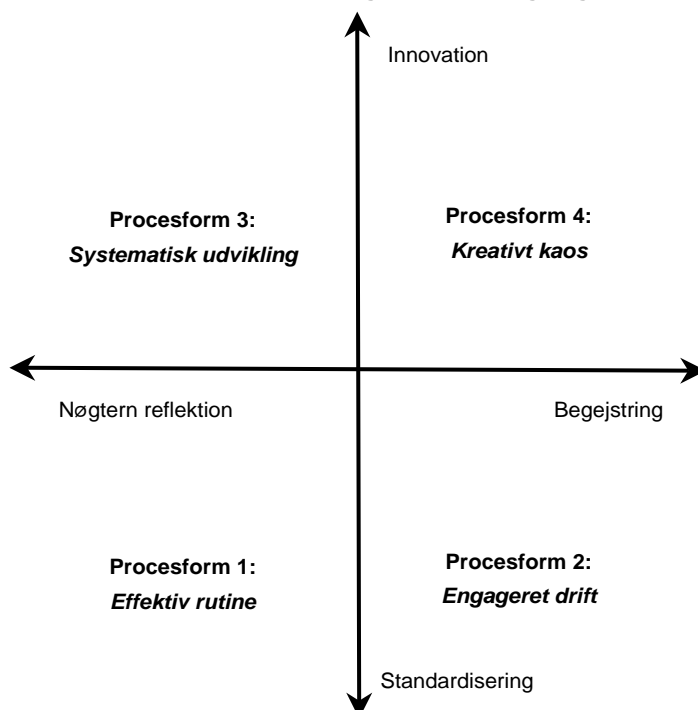 Innovation
Procesform 3:
Systematisk udvikling
Procesform 4:
Kreativt kaos
Nøgtern reflektion
Begejstring
Procesform 1:
Effektiv rutine
Procesform 2:
Engageret drift
Standardisering